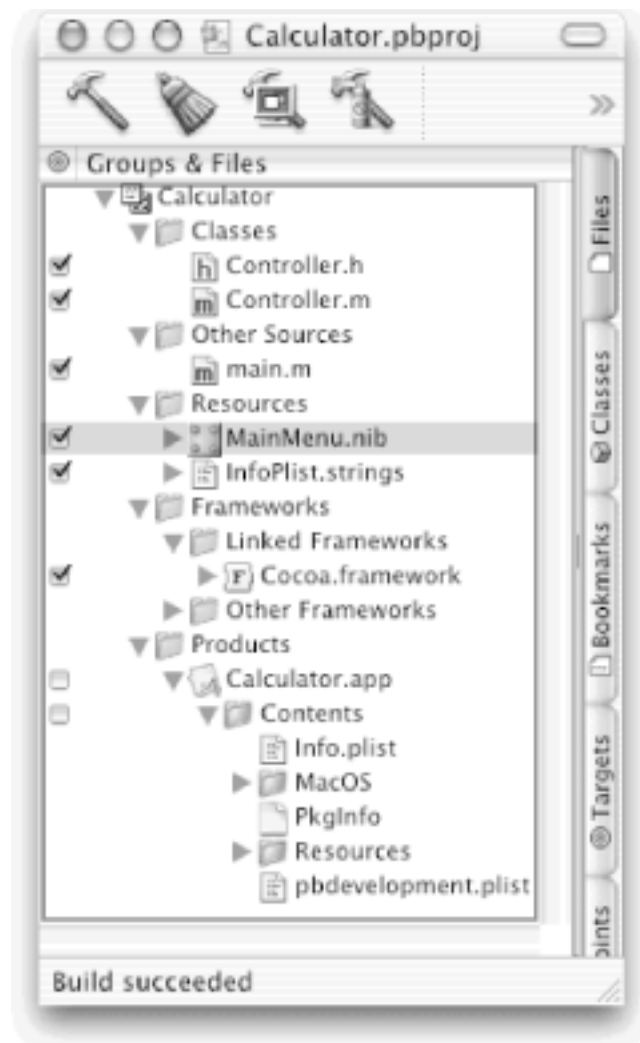 Calculator.pbproj
Groups & Files
Calculator
Classes
Controller.h
Controller.m
Other Sources
main.m
Resources
MainMenu.nib
InfoPlist.strings
Frameworks
Linked Frameworks
Cocoa.framework
Other Frameworks
Products
Calculator.app
Contents
Info.plist
MacOS
PkgInfo
Resources
pbdevelopment.plist
Files
Classes
Bookmarks
Targets
oints
Build succeeded